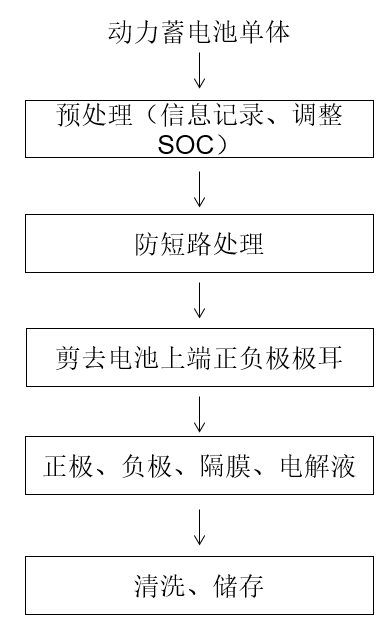 动力蓄电池单体
预处理（信息记录、调整
SOC）
防短路处理
剪去电池上端正负极极耳
正极、负极、隔膜、电解液
清洗、储存